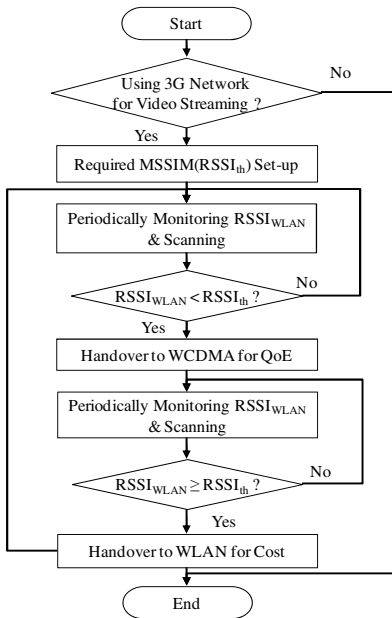 Start
Using 3G Network
for Video Streaming ?
No
Yes
Required MSSIM(RSSIth) Set-up
Periodically Monitoring RSSIWLAN
& Scanning
RSSIWLAN < RSSIth ?
No
Yes
Handover to WCDMA for QoE
Periodically Monitoring RSSIWLAN
& Scanning
RSSIWLAN ≥ RSSIth ?
No
Yes
Handover to WLAN for Cost
End